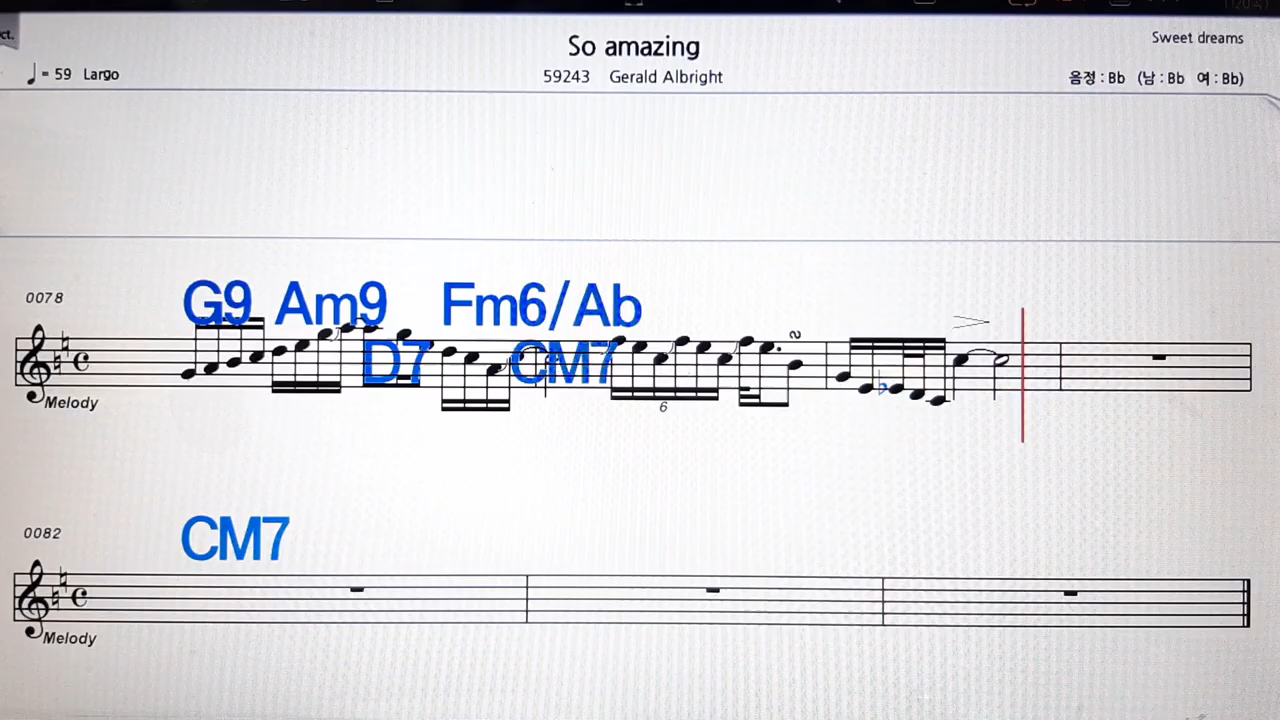 ct.
So amazing
Sweet dreams
♩ = 59 Largo
59243 Gerald Albright
음정 : Bb (남 : Bb 여 : Bb)
0078
G9 Am9 Fm6/Ab
D7 CM7
Melody
6
0082
CM7
Melody